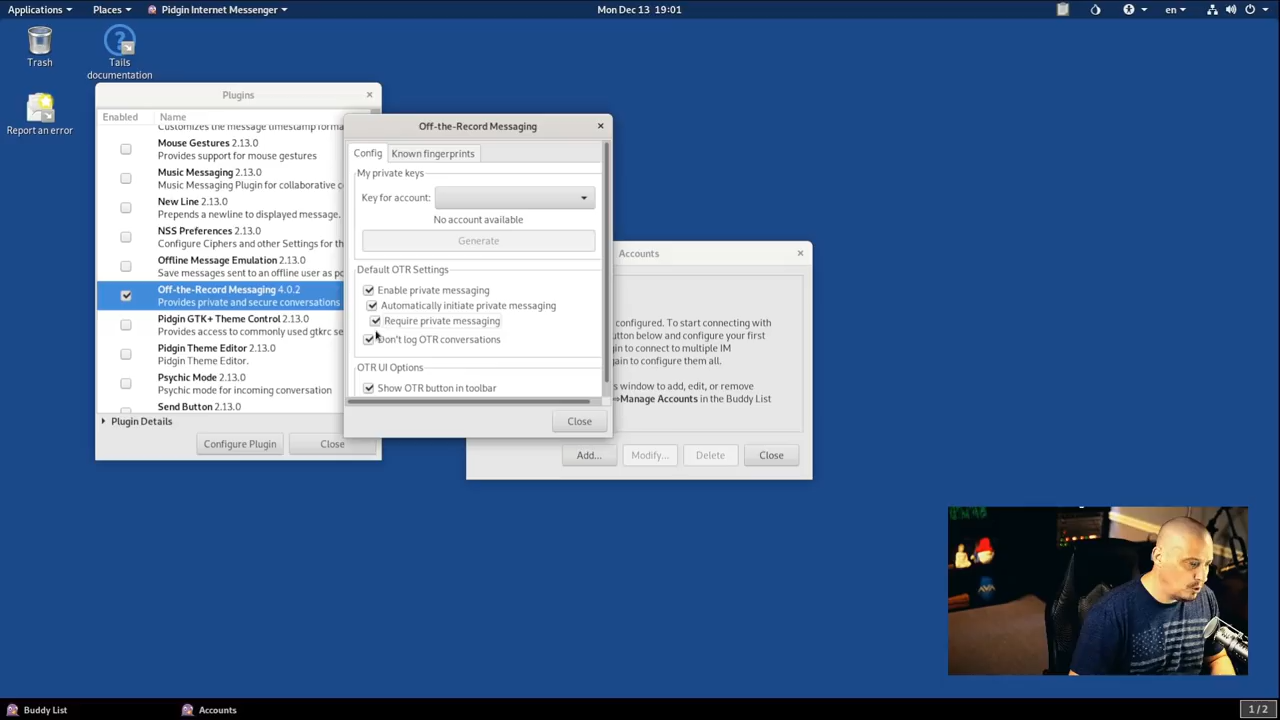 Applications Places Pidgin Internet Messenger Mon Dec 13 19:01 en
Trash
Tails
documentation
Report an error
Plugins
Enabled Name
Customizes the message timestamp forma
Mouse Gestures 2.13.0
Provides support for mouse gestures
Music Messaging 2.13.0
Music Messaging Plugin for collaborative c
New Line 2.13.0
Prepends a newline to displayed message.
NSS Preferences 2.13.0
Configure Ciphers and other Settings for th
Offline Message Emulation 2.13.0
Save messages sent to an offline user as po
Off-the-Record Messaging 4.0.2
Provides private and secure conversations
Pidgin GTK+ Theme Control 2.13.0
Provides access to commonly used gtkrc se
Pidgin Theme Editor 2.13.0
Pidgin Theme Editor.
Psychic Mode 2.13.0
Psychic mode for incoming conversation
Send Button 2.13.0
Plugin Details
Configure Plugin Close
Off-the-Record Messaging
Config Known fingerprints
My private keys
Key for account:
No account available
Generate
Default OTR Settings
Enable private messaging
Automatically initiate private messaging
Require private messaging
Don't log OTR conversations
OTR UI Options
Show OTR button in toolbar
Close
Accounts
configured. To start connecting with
button below and configure your first
gin to connect to multiple IM
gain to configure them all.
s window to add, edit, or remove
Manage Accounts in the Buddy List
Add... Modify... Delete Close
Buddy List Accounts 1 / 2